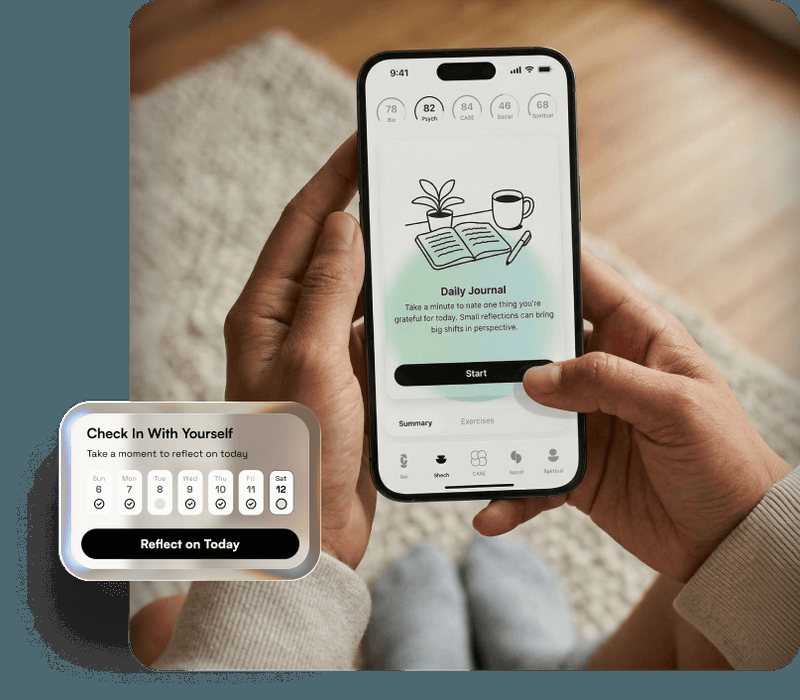 9:41
78
Bio
82
Psych
84
CASE
46
Social
68
Spiritual
Daily Journal
Take a minute to nate one thing you're
grateful for today. Small reflections can bring
big shifts in perspective.
Start
Summary
Exercises
CARE
Spiritual
Check In With Yourself
Take a moment to reflect on today
Sun Mon Tue Wed Thu Fri Sat
6 7 8 9 10 11 12
Reflect on Today